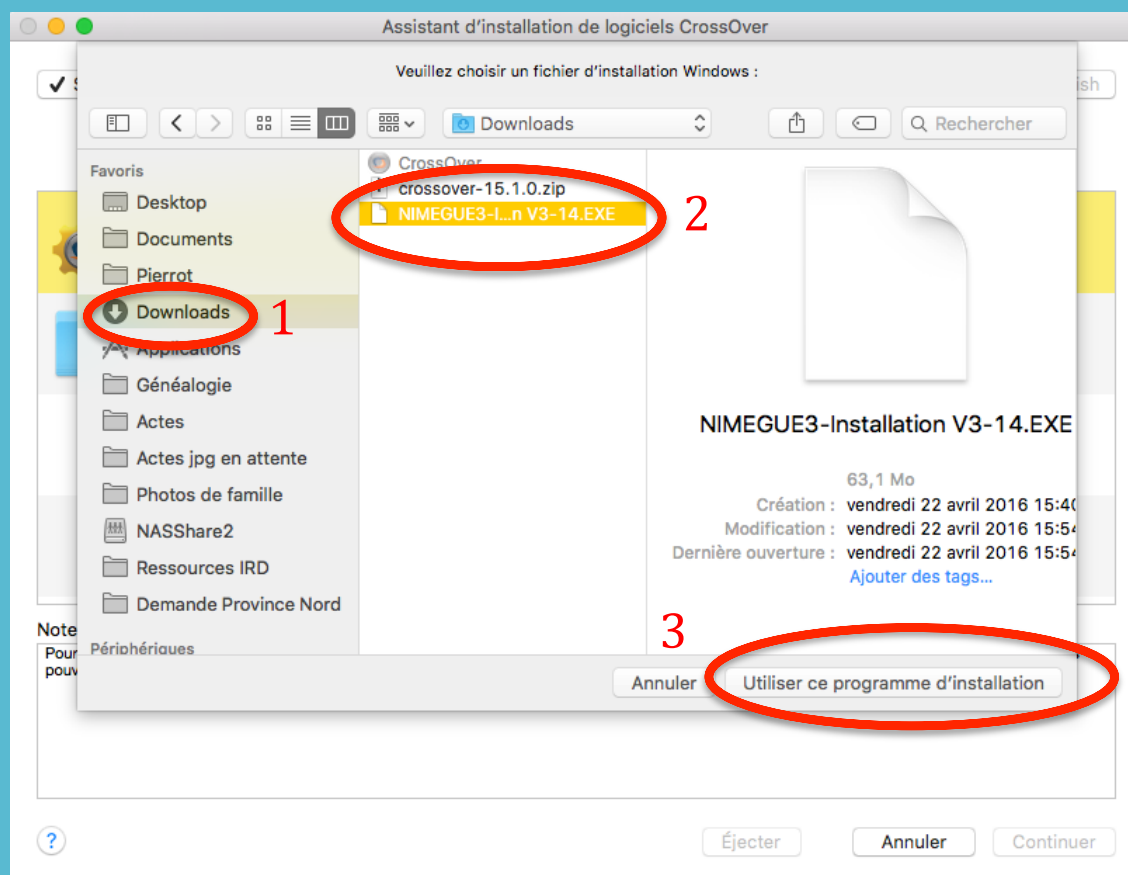 Assistant d'installation de logiciels CrossOver
Veuillez choisir un fichier d'installation Windows :
ish
Downloads
Rechercher
Favoris
Desktop
Documents
Pierrot
Downloads
1
Applications
Généalogie
Actes
Actes jpg en attente
Photos de famille
NASShare2
Ressources IRD
Demande Province Nord
Périphériques
CrossOver
crossover-15.1.0.zip
NIMEGUE3-I...n V3-14.EXE
2
NIMEGUE3-Installation V3-14.EXE
63,1 Mo
Création : vendredi 22 avril 2016 15:40
Modification : vendredi 22 avril 2016 15:54
Dernière ouverture : vendredi 22 avril 2016 15:54
Ajouter des tags...
3
Annuler
Utiliser ce programme d'installation
Note
Pour
pouv
?
Éjecter
Annuler
Continuer